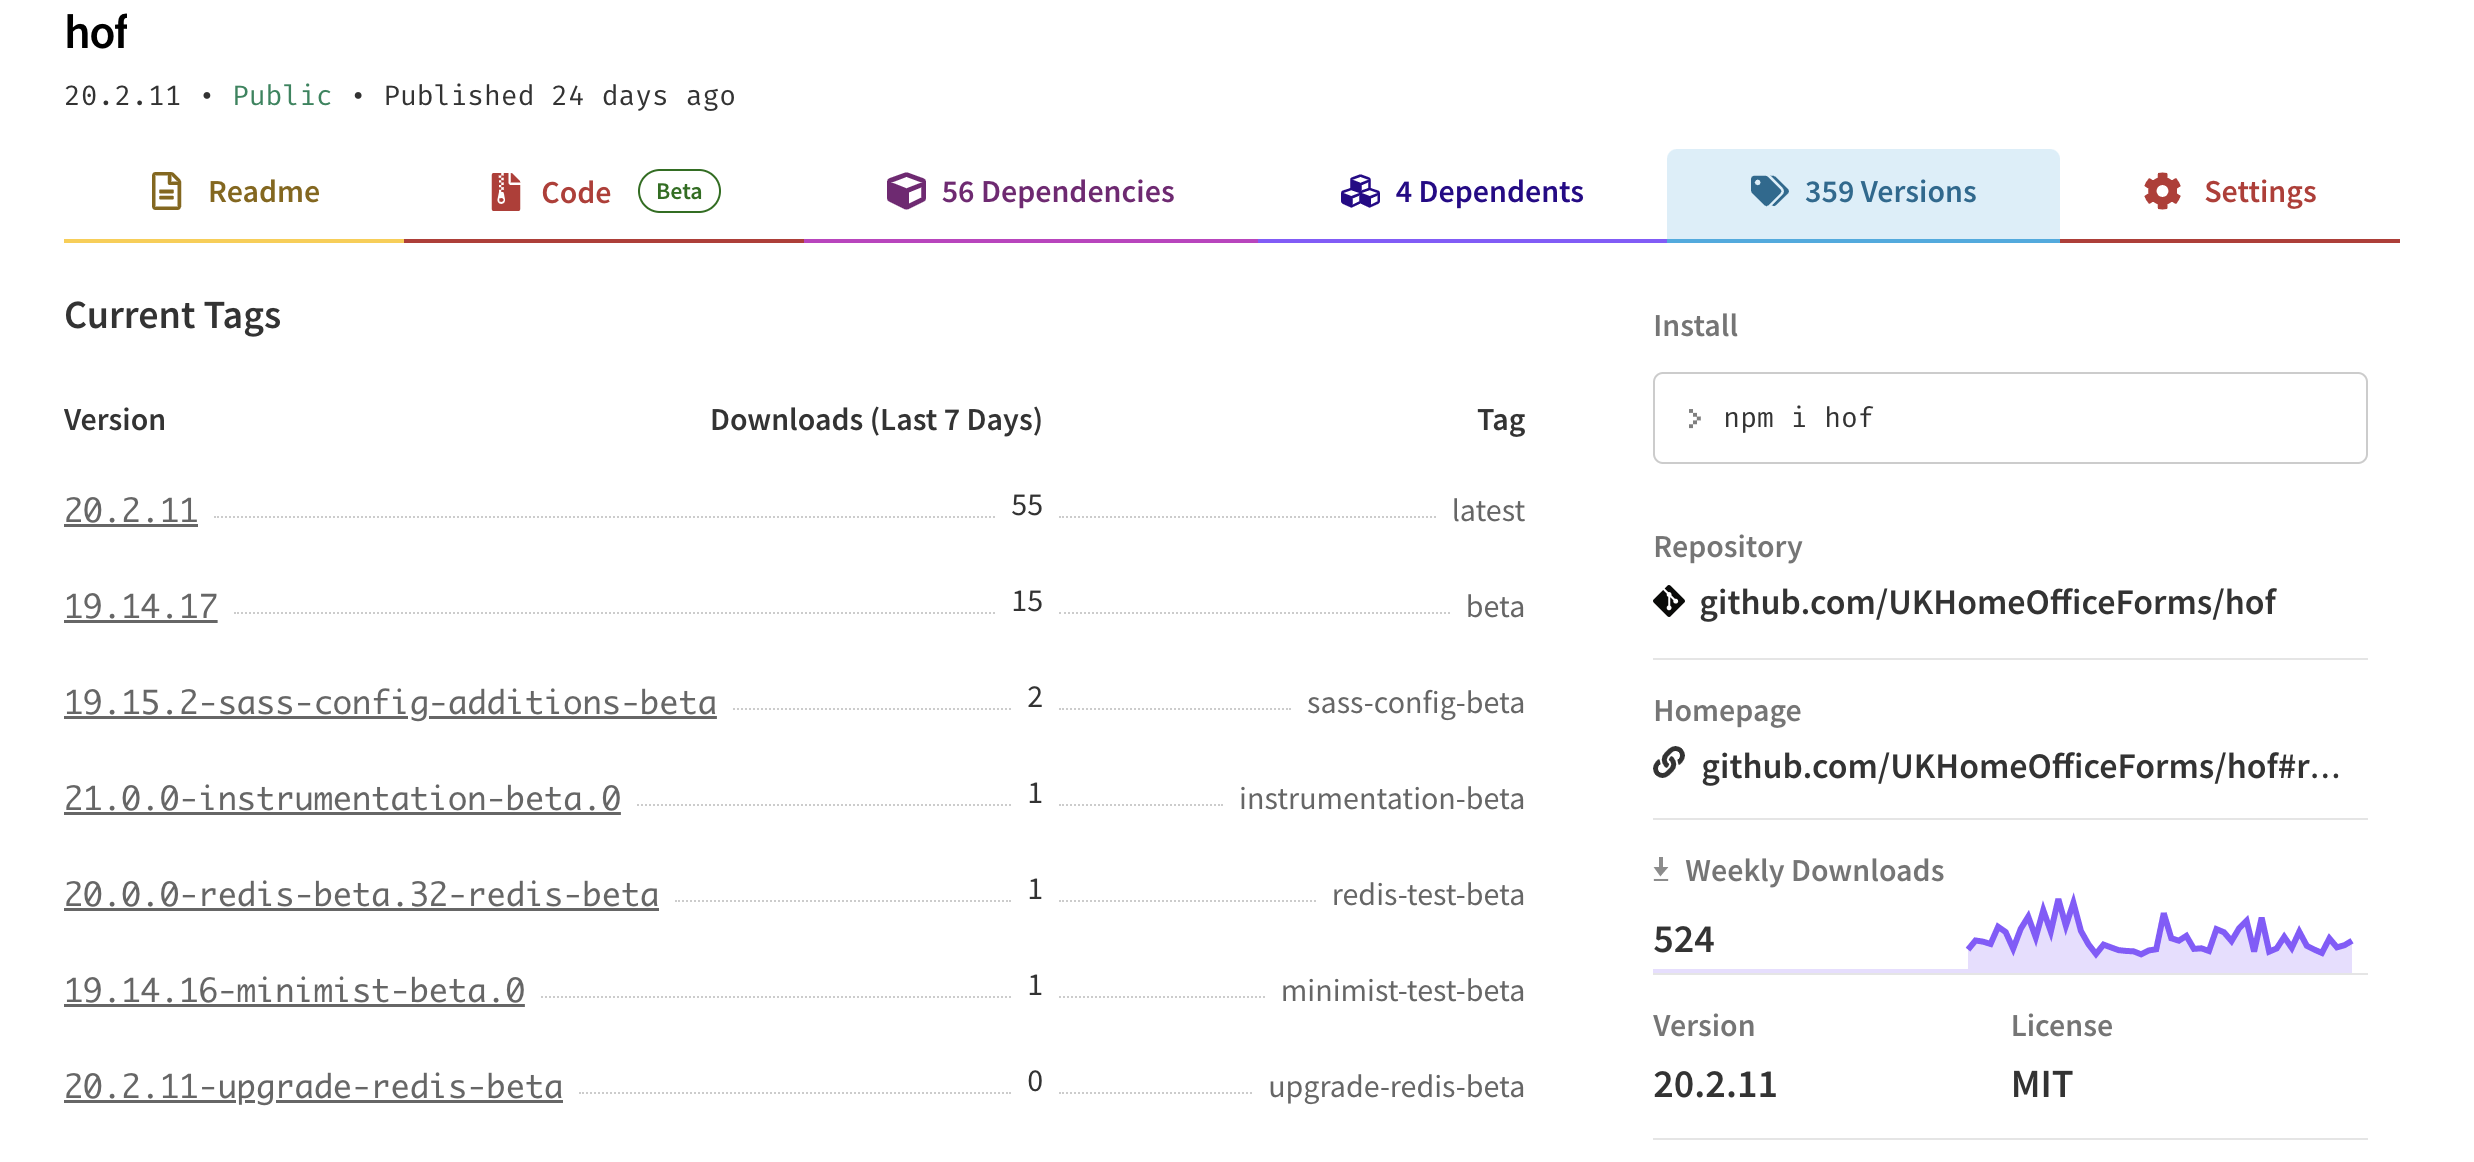 hof
20.2.11 • Public • Published 24 days ago
Readme
Code Beta
56 Dependencies
4 Dependents
359 Versions
Settings
Current Tags
Version Downloads (Last 7 Days) Tag
20.2.11 55 latest
19.14.17 15 beta
19.15.2-sass-config-additions-beta 2 sass-config-beta
21.0.0-instrumentation-beta.0 1 instrumentation-beta
20.0.0-redis-beta.32-redis-beta 1 redis-test-beta
19.14.16-minimist-beta.0 1 minimist-test-beta
20.2.11-upgrade-redis-beta 0 upgrade-redis-beta
Install
> npm i hof
Repository
github.com/UKHomeOfficeForms/hof
Homepage
github.com/UKHomeOfficeForms/hof#r...
Weekly Downloads
524
Version License
20.2.11 MIT